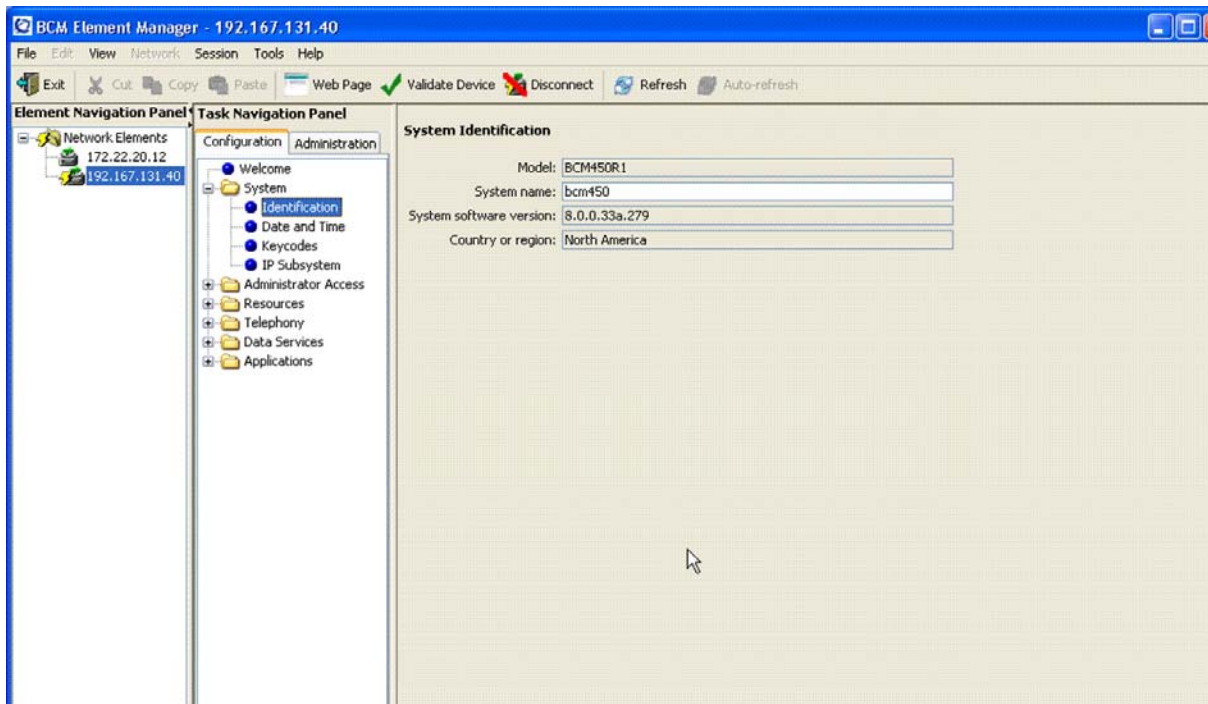 BCM Element Manager - 192.167.131.40
File Edit View Network Session Tools Help
Exit Cut Copy Paste Web Page Validate Device Disconnect Refresh Auto-refresh
Element Navigation Panel
Network Elements
172.22.20.12
192.167.131.40
Task Navigation Panel
Configuration Administration
Welcome
System
Identification
Date and Time
Keycodes
IP Subsystem
Administrator Access
Resources
Telephony
Data Services
Applications
System Identification
Model: BCM450R1
System name: bcm450
System software version: 8.0.0.33a.279
Country or region: North America